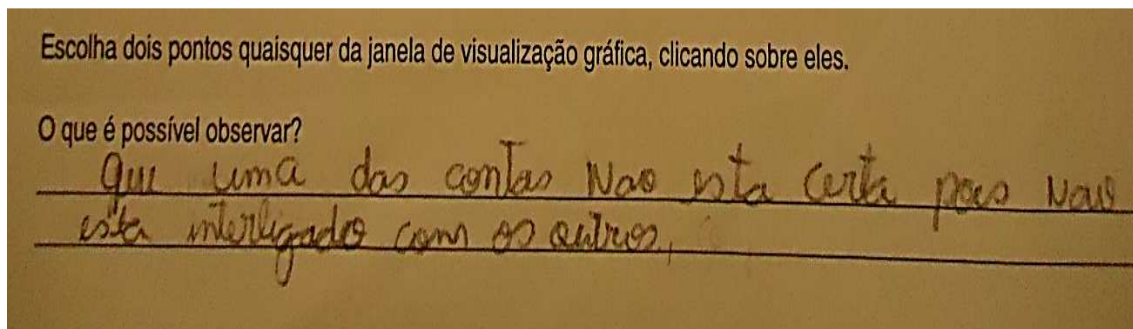 Escolha dois pontos quaisquer da janela de visualização gráfica, clicando sobre eles.
O que é possível observar?
que uma das contas Nao esta certa pois Nao
esta interligado com os outros,